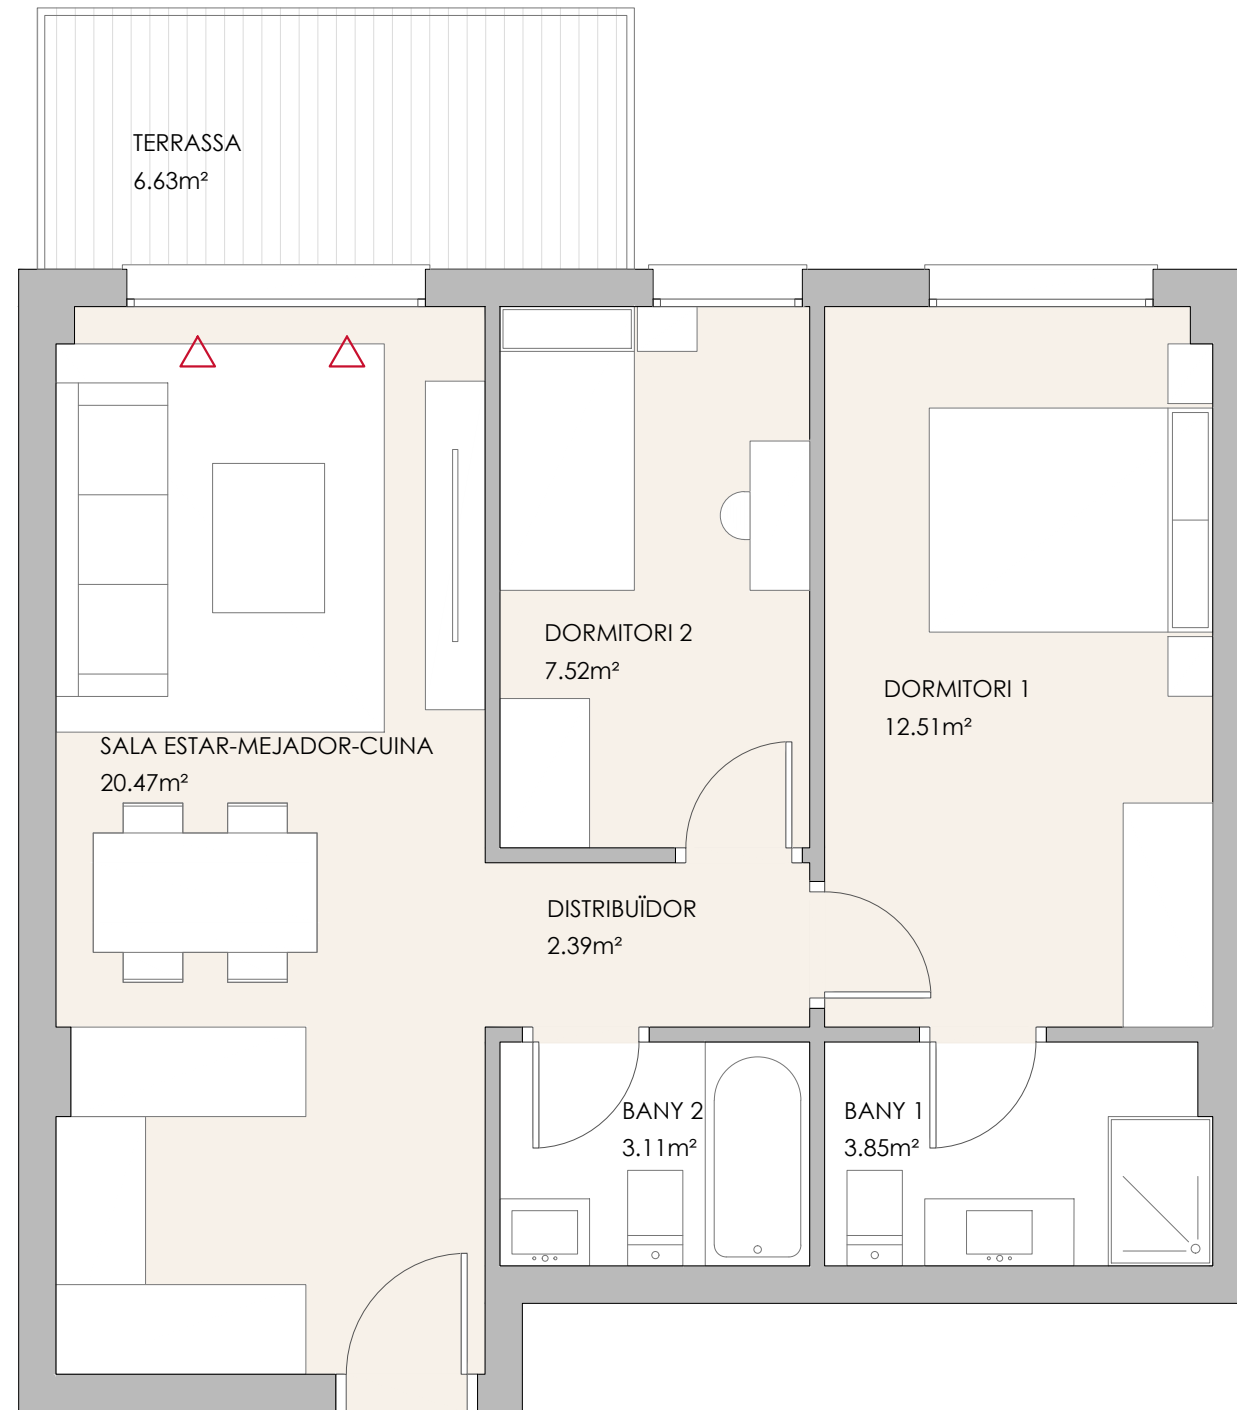 TERRASSA
6.63m²
DORMITORI 2
7.52m²
DORMITORI 1
12.51m²
SALA ESTAR-MEJADOR-CUINA
20.47m²
DISTRIBUÏDOR
2.39m²
BANY 2
3.11m²
BANY 1
3.85m²